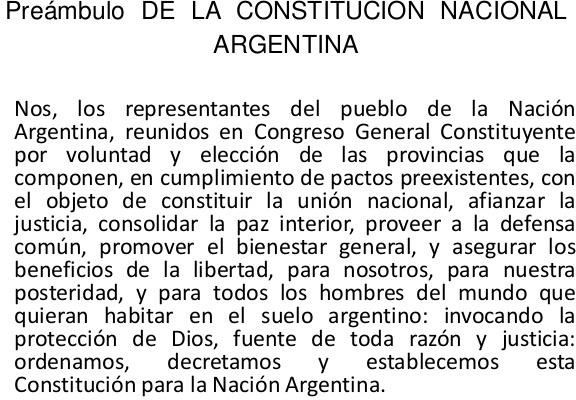 Preámbulo DE LA CONSTITUCION NACIONAL
ARGENTINA
Nos, los representantes del pueblo de la Nación
Argentina, reunidos en Congreso General Constituyente
por voluntad y elección de las provincias que la
componen, en cumplimiento de pactos preexistentes, con
el objeto de constituir la unión nacional, afianzar la
justicia, consolidar la paz interior, proveer a la defensa
común, promover el bienestar general, y asegurar los
beneficios de la libertad, para nosotros, para nuestra
posteridad, y para todos los hombres del mundo que
quieran habitar en el suelo argentino: invocando la
protección de Dios, fuente de toda razón y justicia:
ordenamos, decretamos y establecemos esta
Constitución para la Nación Argentina.